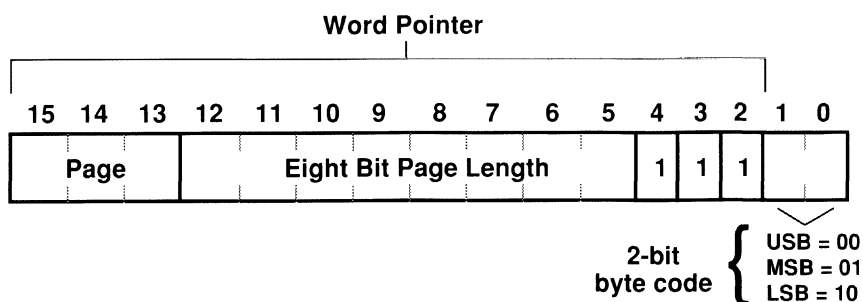 Word Pointer
15 14 13 12 11 10 9 8 7 6 5 4 3 2 1 0
Page Eight Bit Page Length 1 1 1
2-bit
byte code
USB = 00
MSB = 01
LSB = 10